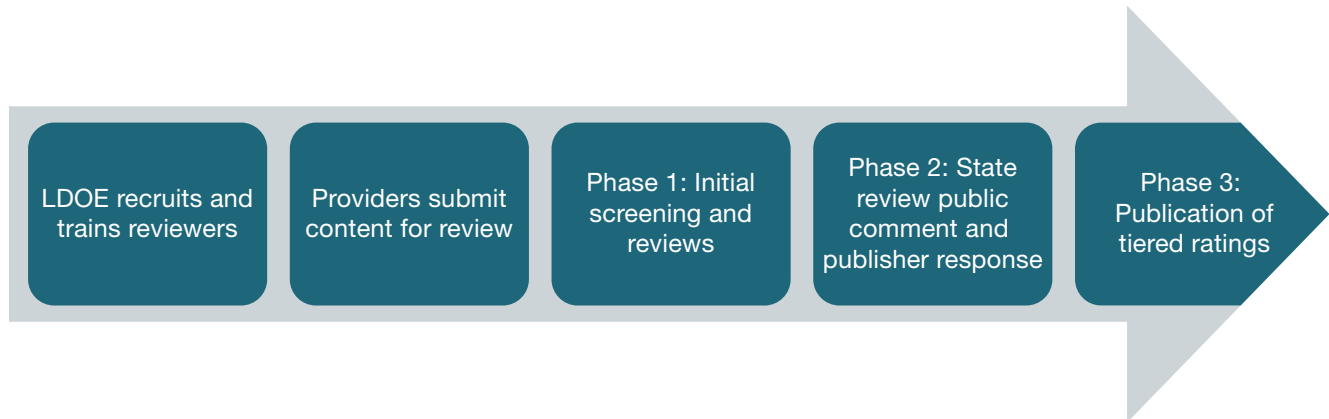 LDOE recruits and
trains reviewers
Providers submit
content for review
Phase 1: Initial
screening and
reviews
Phase 2: State
review public
comment and
publisher response
Phase 3:
Publication of
tiered ratings